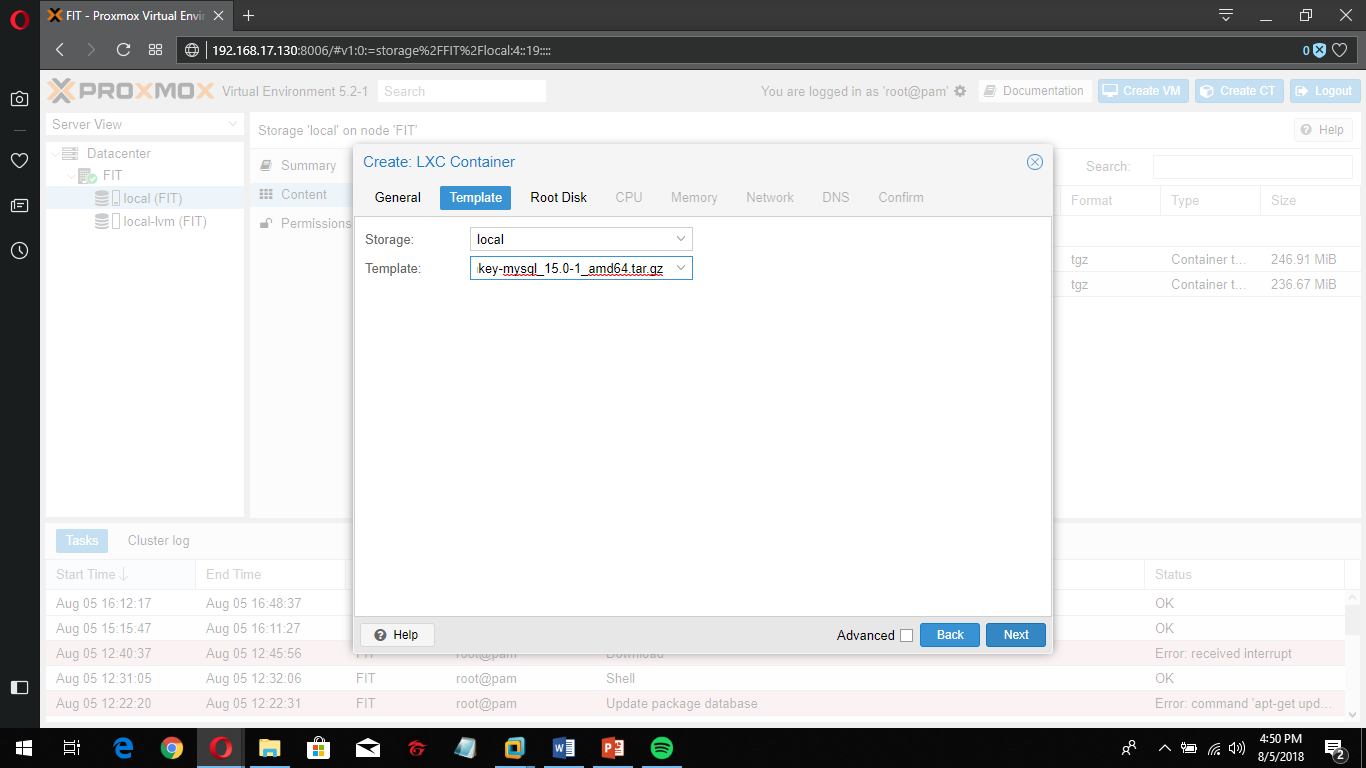 FIT - Proxmox Virtual Envir
192.168.17.130:8006/#v1:0:=storage%2FFIT%2Flocal:4::19::::
0
PROXMOX Virtual Environment 5.2-1 Search You are logged in as 'root@pam' Documentation Create VM Create CT Logout
Server View
Storage 'local' on node 'FIT' Help
Datacenter
FIT
local (FIT)
local-lvm (FIT)
Summary
Content
Permissions
Search:
Format Type Size
tgz Container t... 246.91 MiB
tgz Container t... 236.67 MiB
Create: LXC Container
General Template Root Disk CPU Memory Network DNS Confirm
Storage: local
Template: key-mysql_15.0-1_amd64.tar.gz
Help Advanced Back Next
Tasks Cluster log
Start Time End Time Status
Aug 05 16:12:17 Aug 05 16:48:37 OK
Aug 05 15:15:47 Aug 05 16:11:27 OK
Aug 05 12:40:37 Aug 05 12:45:56 FIT root@pam Download Error: received interrupt
Aug 05 12:31:05 Aug 05 12:32:06 FIT root@pam Shell OK
Aug 05 12:22:20 Aug 05 12:22:31 FIT root@pam Update package database Error: command 'apt-get upd...
4:50 PM
8/5/2018
2